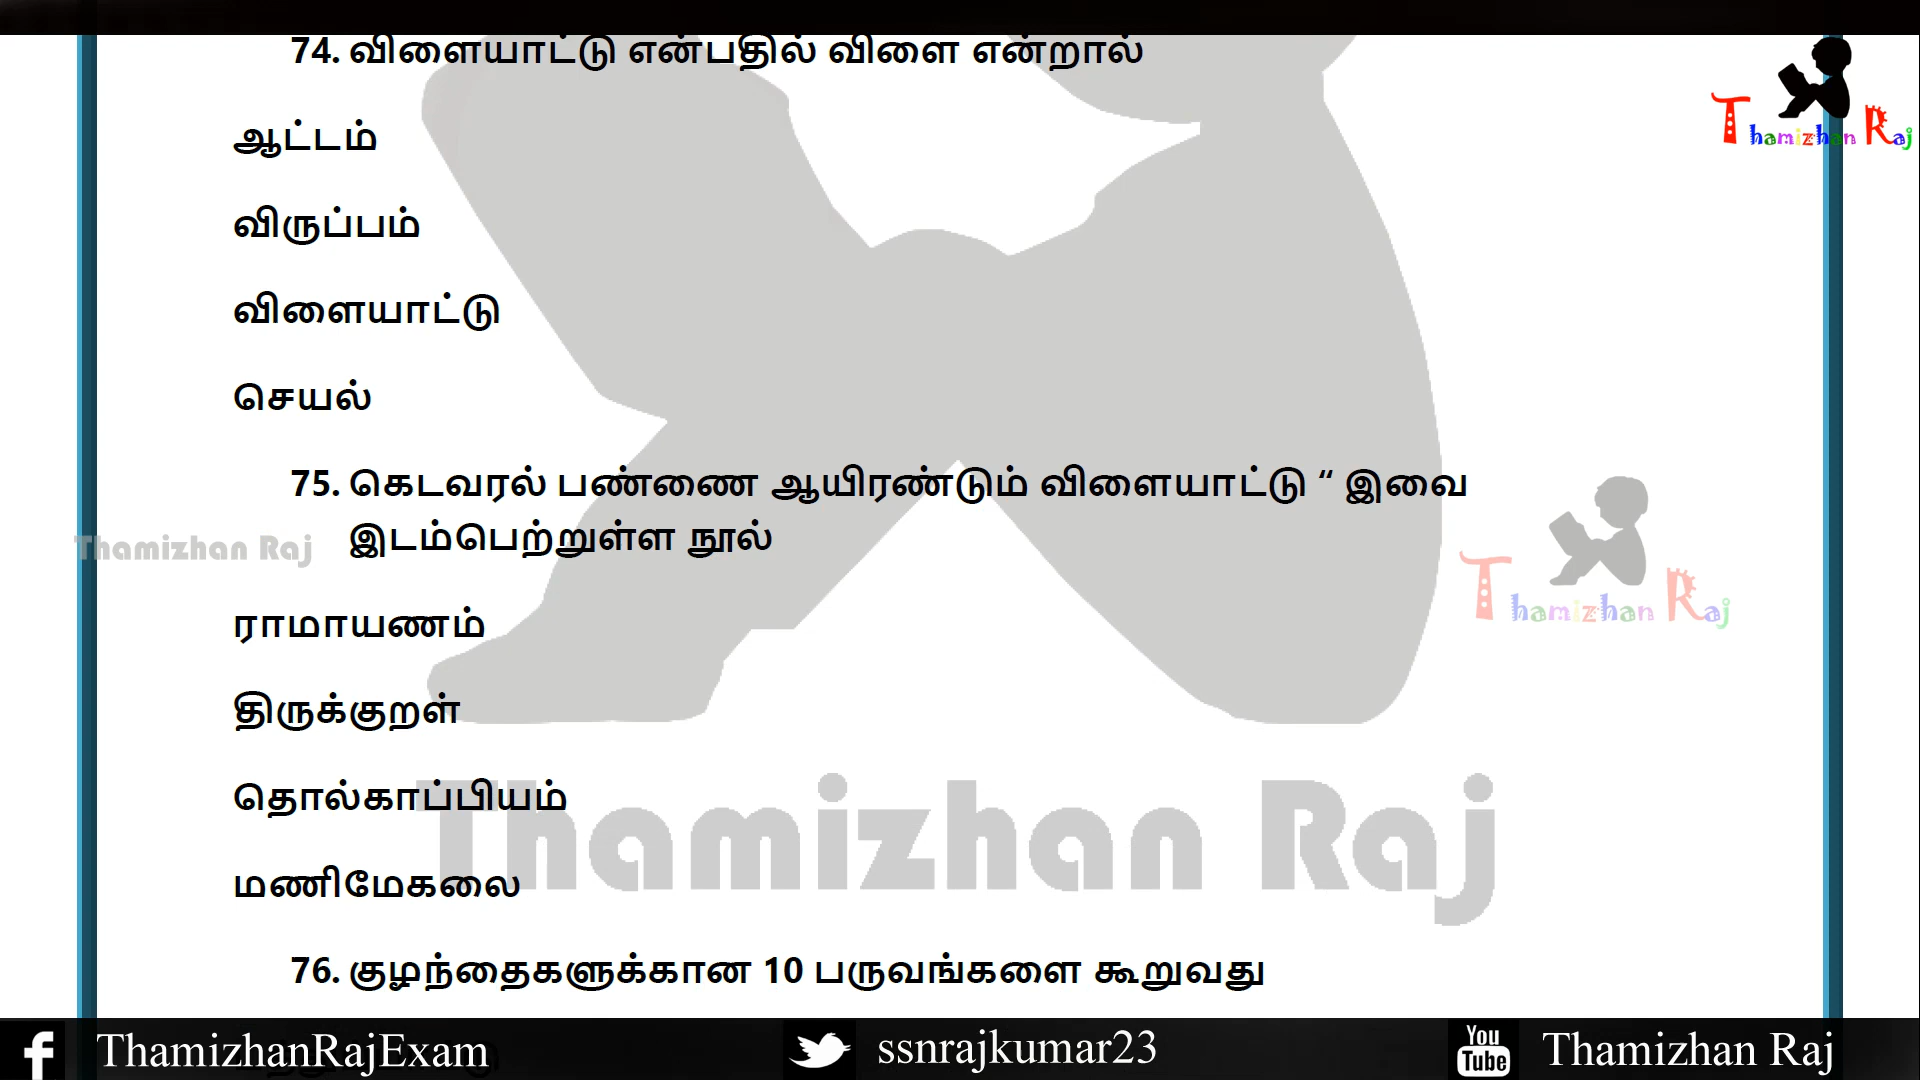 74. விளையாட்டு என்பதில் விளை என்றால்
Thamizhan Raj
ஆட்டம்
விருப்பம்
விளையாட்டு
செயல்
75. கெடவரல் பண்ணை ஆயிரண்டும் விளையாட்டு “ இவை
இடம்பெற்றுள்ள நூல்
Thamizhan Raj
Thamizhan Raj
ராமாயணம்
திருக்குறள்
தொல்காப்பியம்
Thamizhan Raj
மணிமேகலை
76. குழந்தைகளுக்கான 10 பருவங்களை கூறுவது
f ThamizhanRajExam
ssnrajkumar23
You Tube Thamizhan Raj